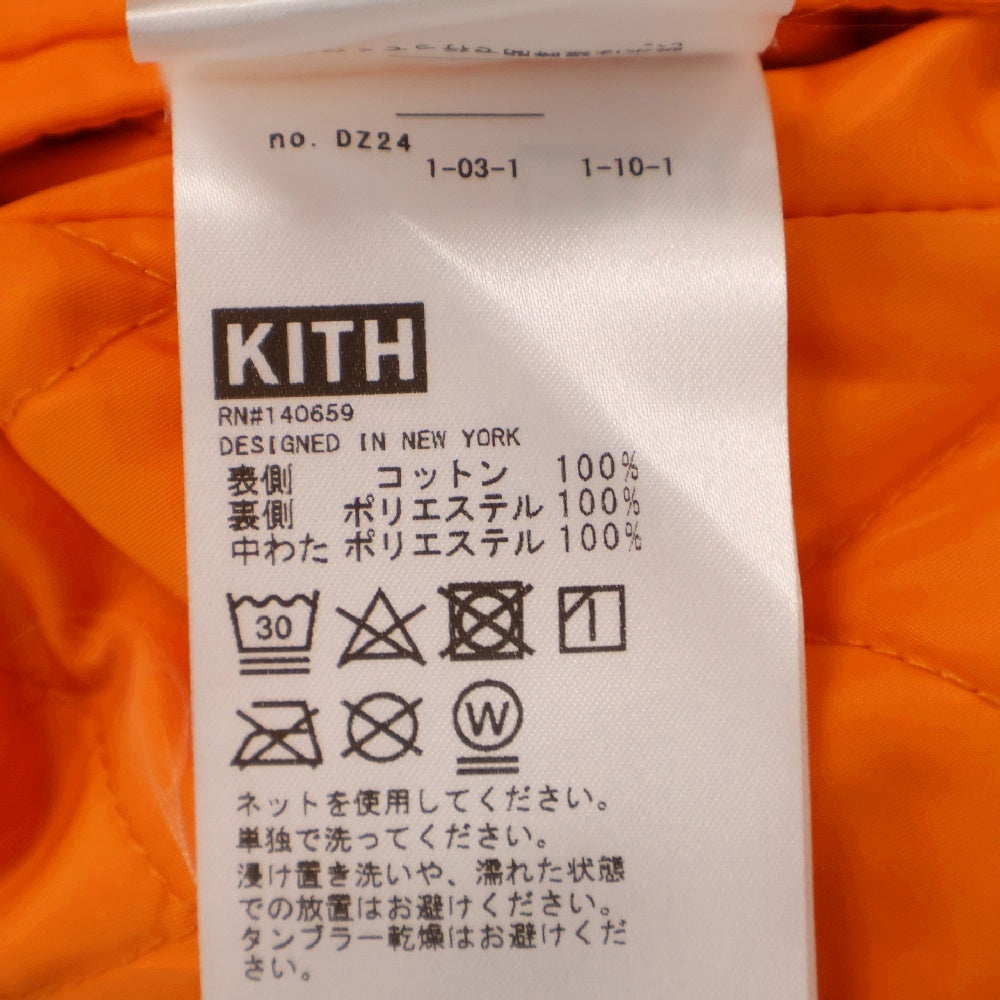 no. DZ24
1-03-1 1-10-1
KITH
RN#140659
DESIGNED IN NEW YORK
表側 コットン 100%
裏側 ポリエステル 100%
中わた ポリエステル 100%
30
W
ネットを使用してください。
単独で洗ってください。
浸け置き洗いや、濡れた状態
での放置はお避けください。
タンブラー乾燥はお避けくだ
さい。